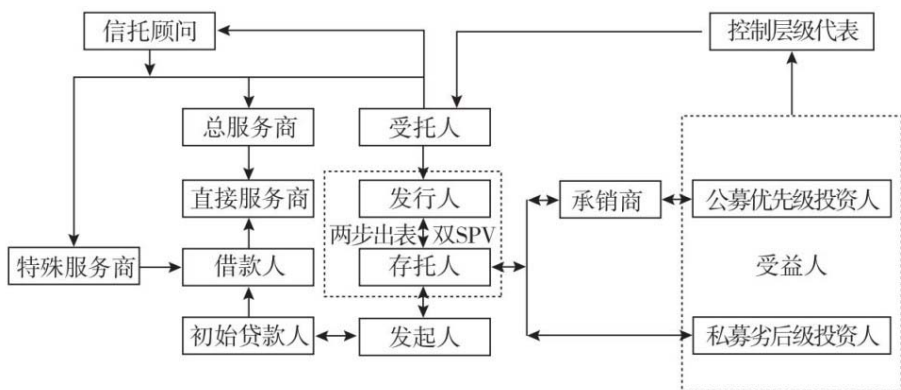 信托顾问
控制层级代表
总服务商
受托人
直接服务商
发行人
承销商
公募优先级投资人
两步出表
双SPV
特殊服务商
借款人
存托人
受益人
初始贷款人
发起人
私募劣后级投资人